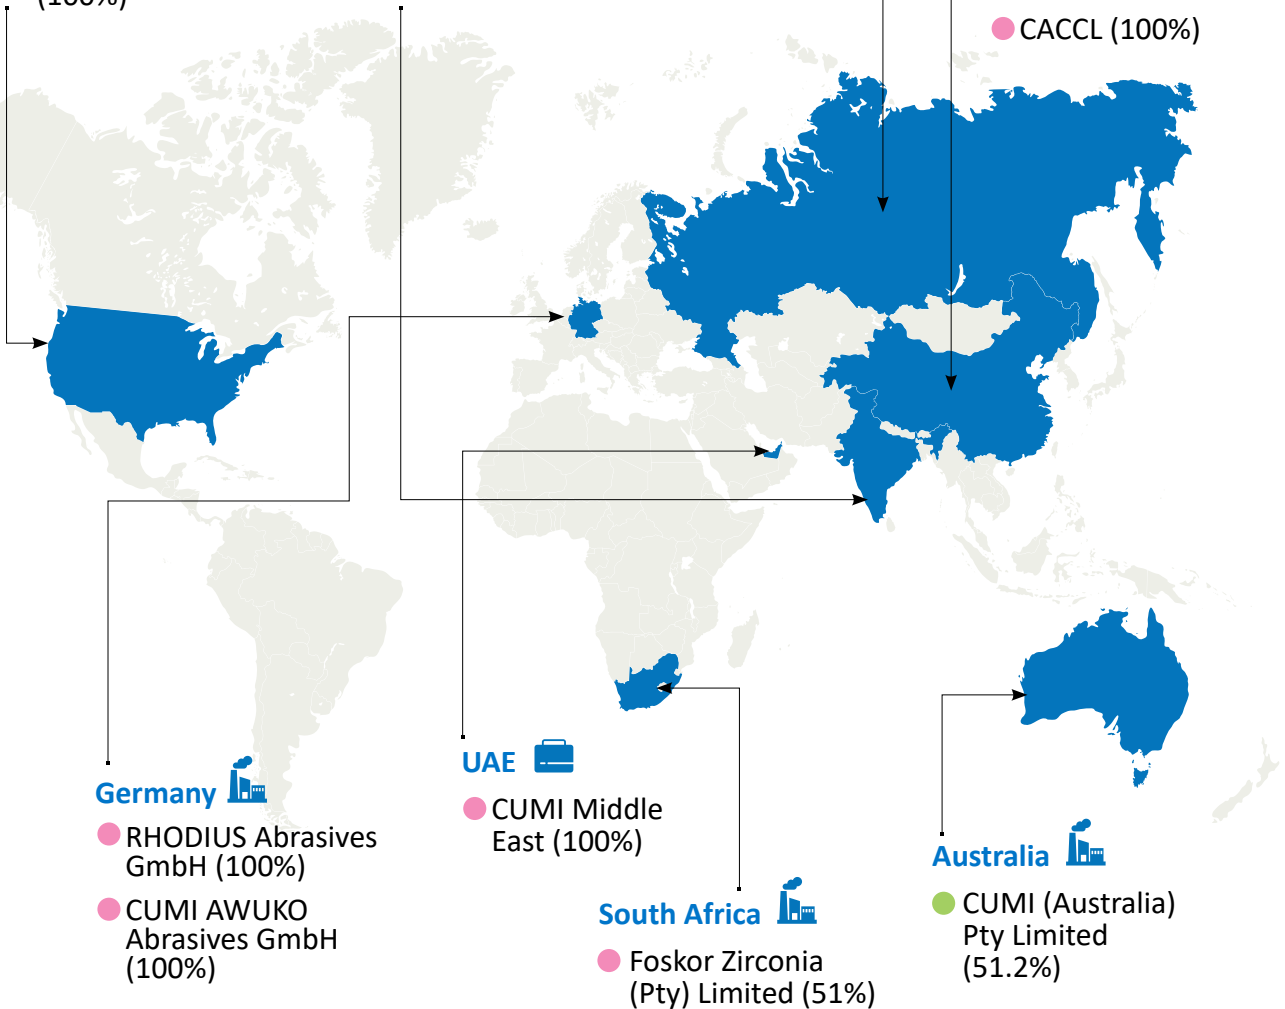 (100%)
CACCL (100%)
Germany
RHODIUS Abrasives
GmbH (100%)
CUMI AWUKO
Abrasives GmbH
(100%)
UAE
CUMI Middle
East (100%)
South Africa
Foskor Zirconia
(Pty) Limited (51%)
Australia
CUMI (Australia)
Pty Limited
(51.2%)